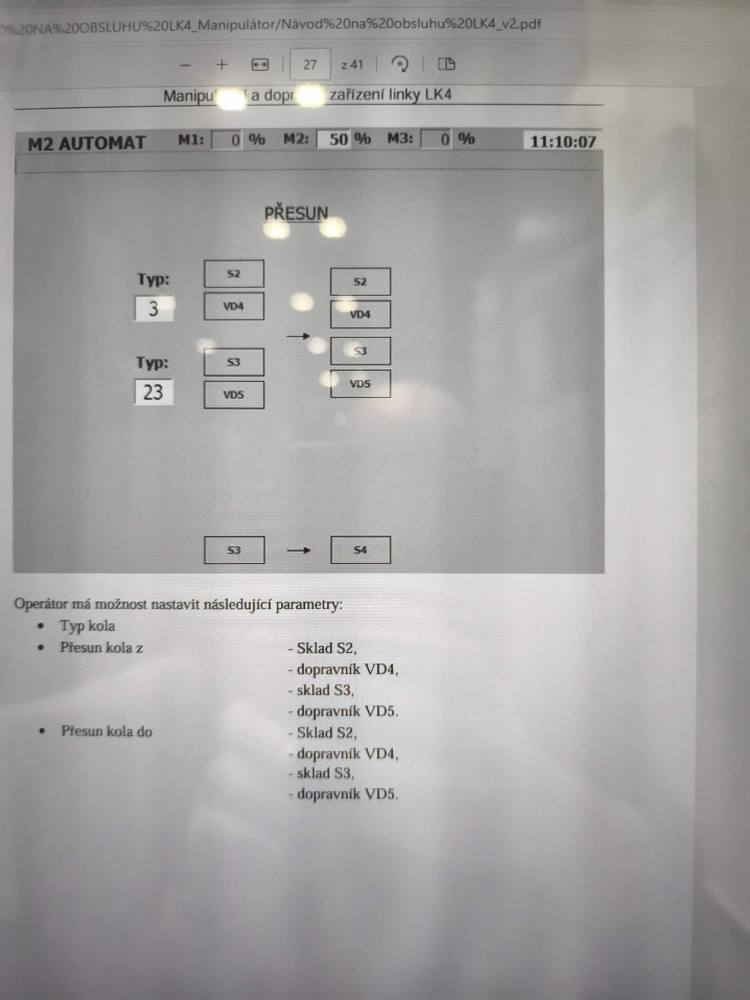 %20NA%20OBSLUHU%20LK4_Manipulátor/Návod%20na%20obsluhu%20LK4_v2.pdf
− + 27 z 41
a zařízení linky LK4
M2 AUTOMAT M1: 0 % M2: 50 % M3: 0 % 11:10:07
PŘESUN
Typ:
3
S2
VD4
Typ:
23
S3
VD5
→
S2
VD4
S3
VD5
S3 → S4
Operátor má možnost nastavit následující parametry:
• Typ kola
• Přesun kola z - Sklad S2,
- dopravník VD4,
- sklad S3,
- dopravník VD5.
• Přesun kola do - Sklad S2,
- dopravník VD4,
- sklad S3,
- dopravník VD5.